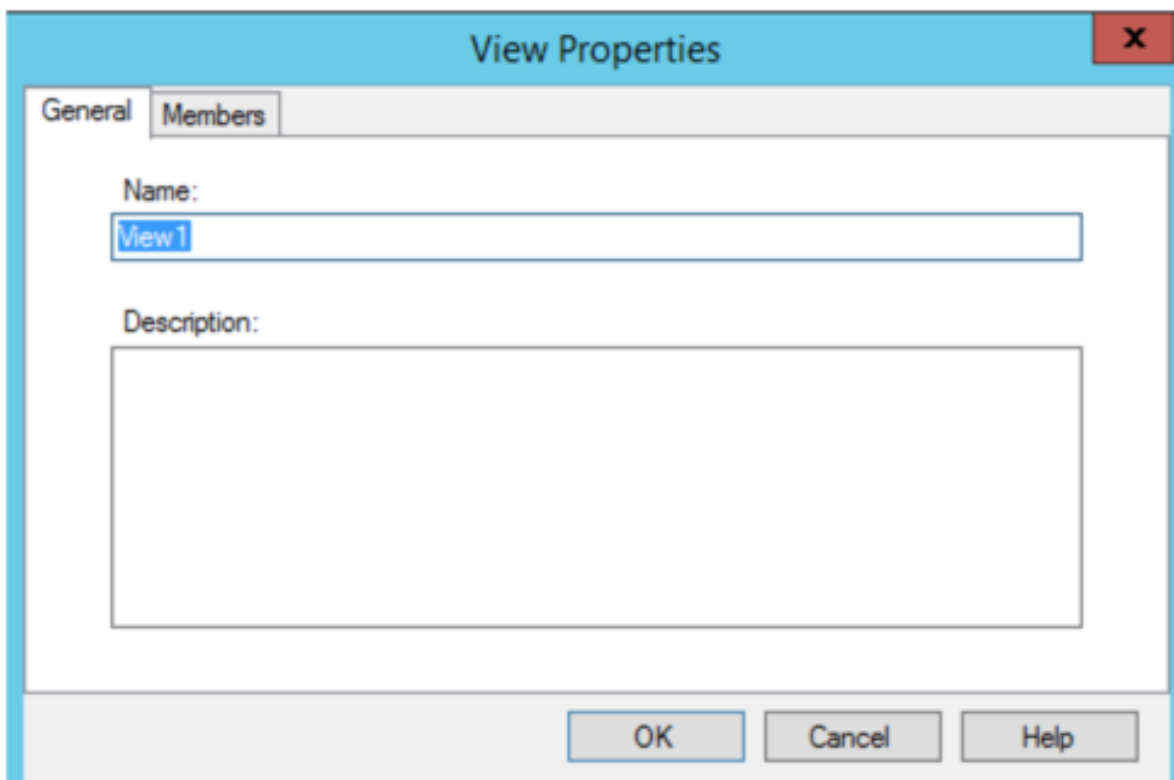 View Properties
x
General Members
Name:
View1
Description:
OK Cancel Help